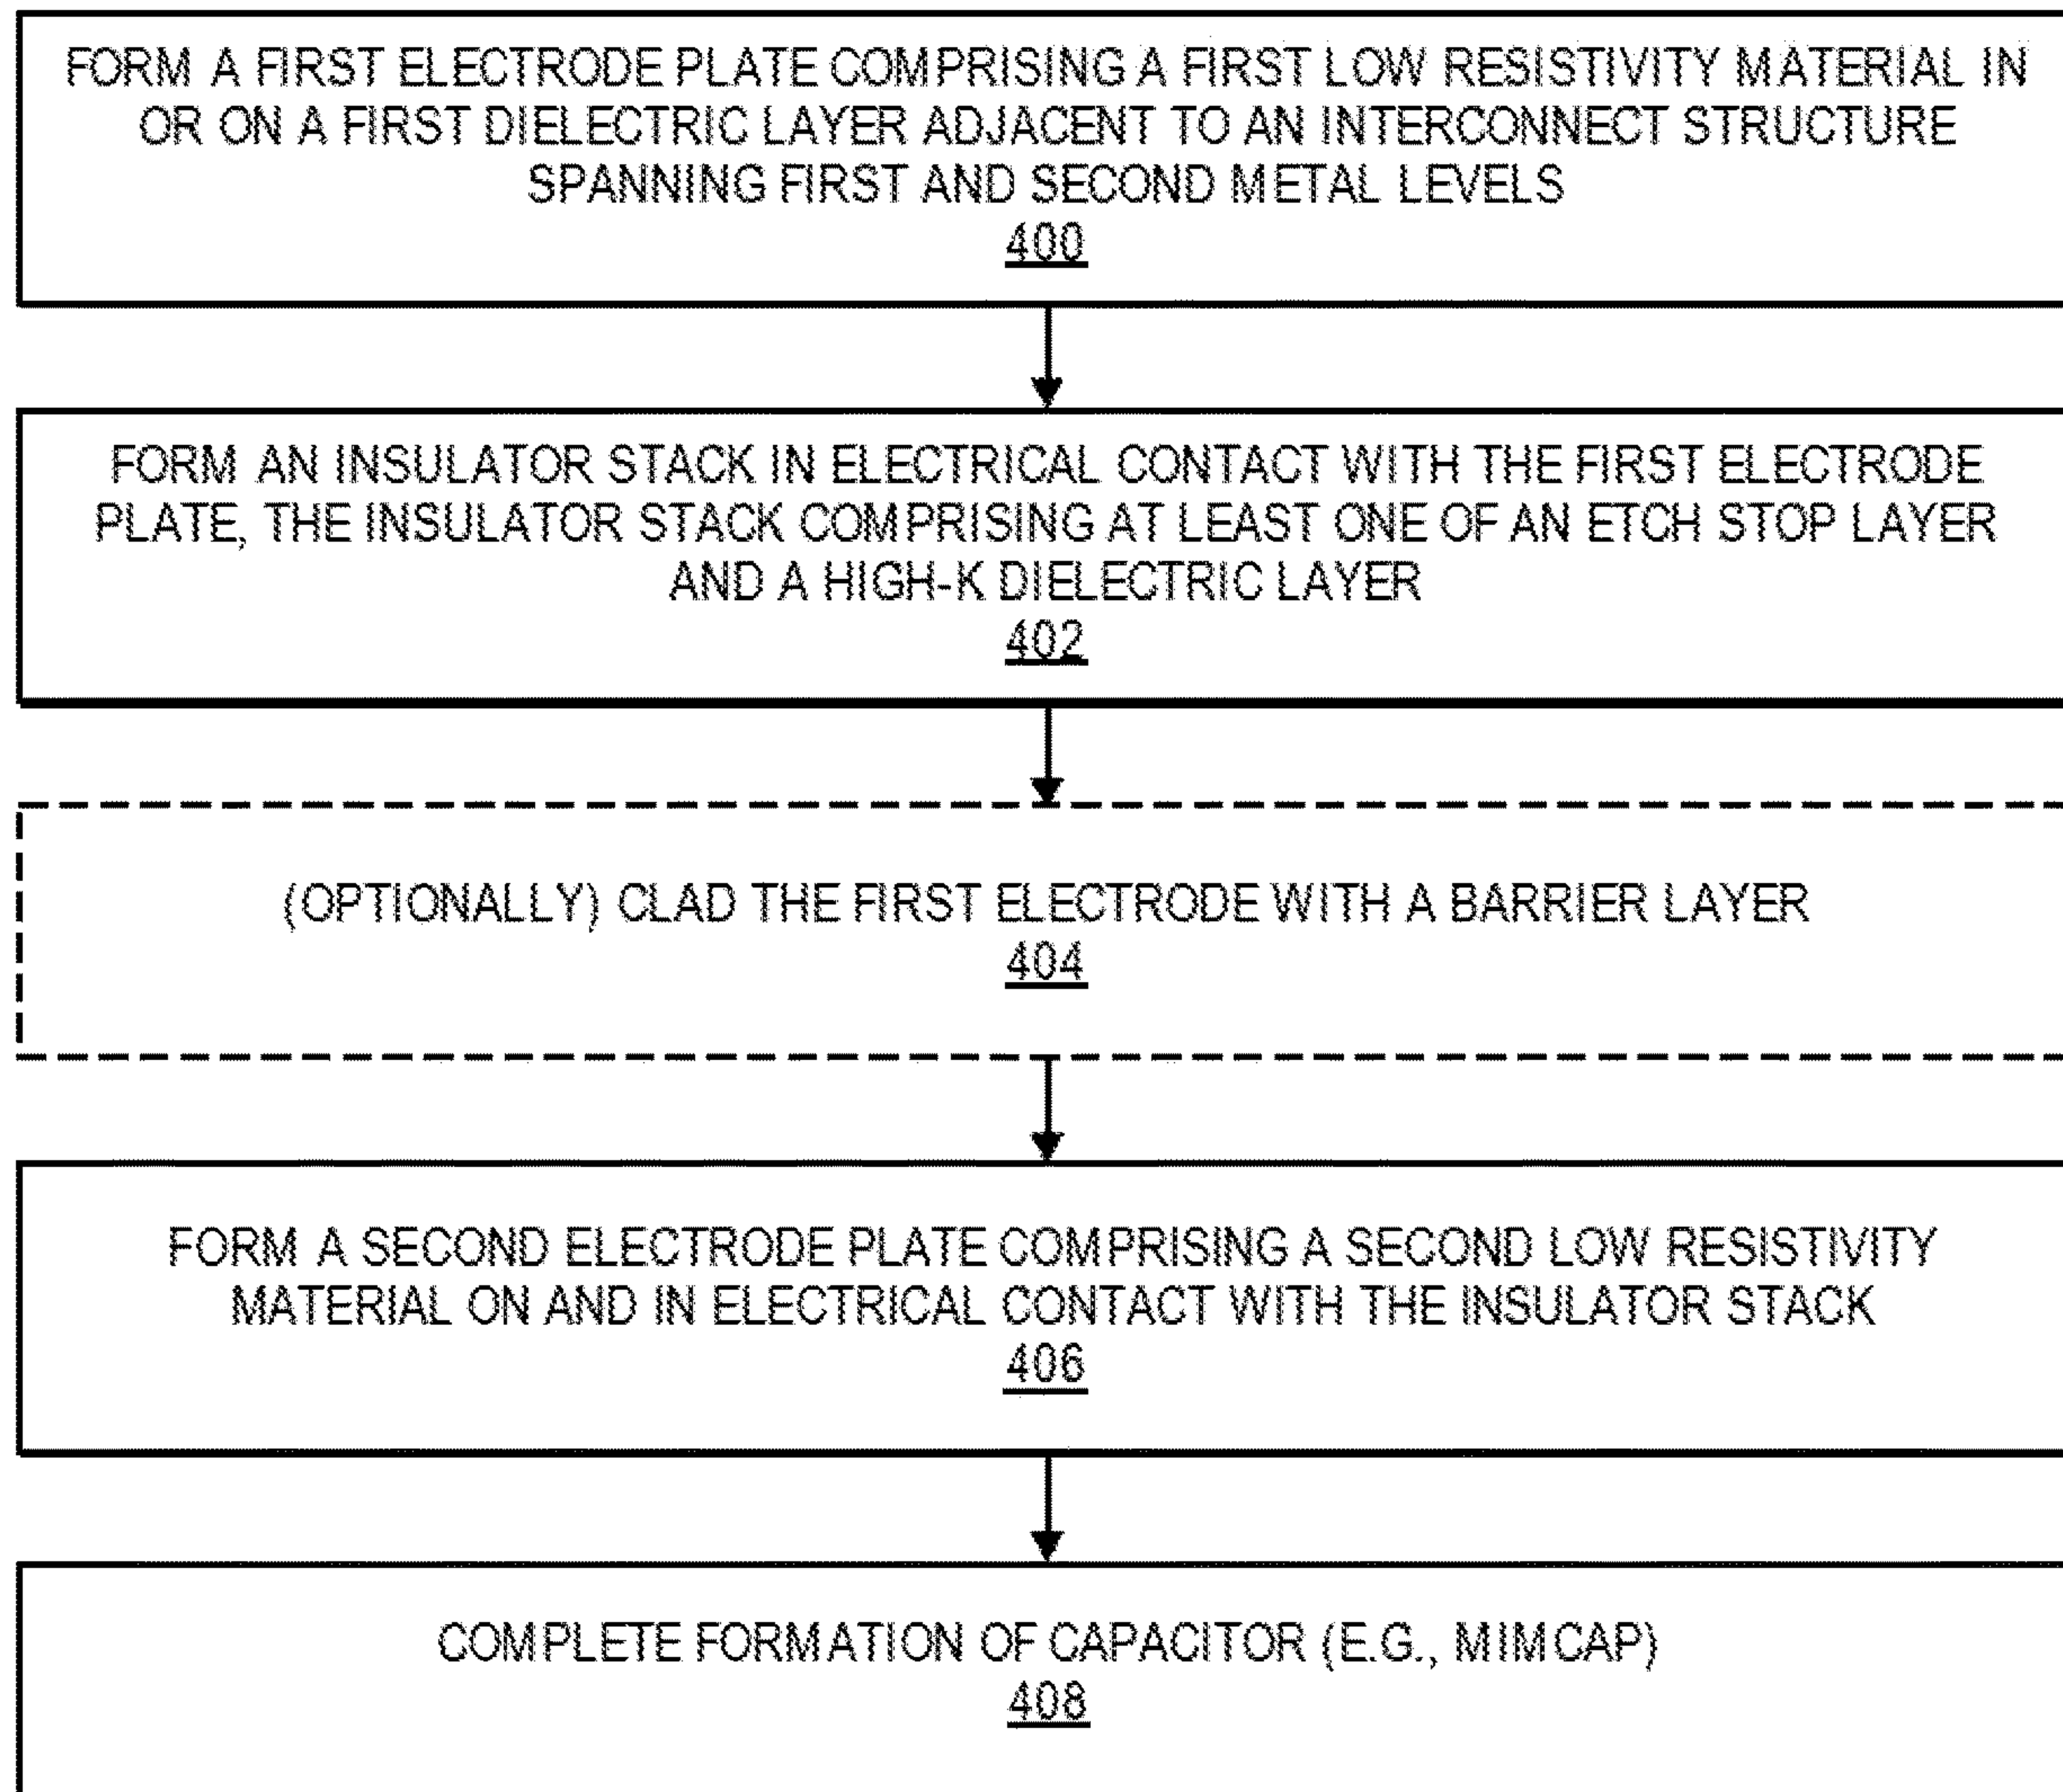 FORM A FIRST ELECTRODE PLATE COMPRISING A FIRST LOW RESISTIVITY MATERIAL IN
OR ON A FIRST DIELECTRIC LAYER ADJACENT TO AN INTERCONNECT STRUCTURE
SPANNING FIRST AND SECOND METAL LEVELS
400
FORM AN INSULATOR STACK IN ELECTRICAL CONTACT WITH THE FIRST ELECTRODE
PLATE, THE INSULATOR STACK COMPRISING AT LEAST ONE OF AN ETCH STOP LAYER
AND A HIGH-K DIELECTRIC LAYER
402
(OPTIONALLY) CLAD THE FIRST ELECTRODE WITH A BARRIER LAYER
404
FORM A SECOND ELECTRODE PLATE COMPRISING A SECOND LOW RESISTIVITY
MATERIAL ON AND IN ELECTRICAL CONTACT WITH THE INSULATOR STACK
406
COMPLETE FORMATION OF CAPACITOR (E.G., MIMCAP)
408